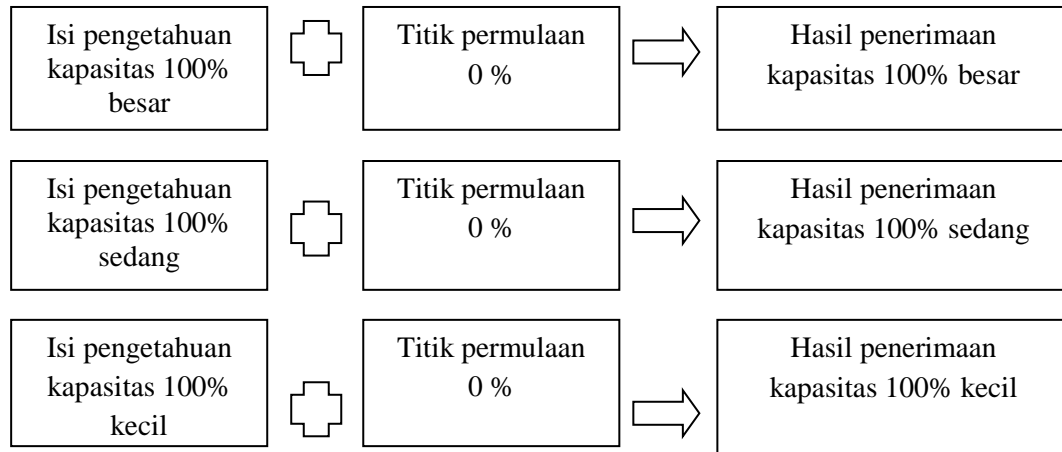 Isi pengetahuan
kapasitas 100%
besar
Titik permulaan
0 %
Hasil penerimaan
kapasitas 100% besar
Isi pengetahuan
kapasitas 100%
sedang
Titik permulaan
0 %
Hasil penerimaan
kapasitas 100% sedang
Isi pengetahuan
kapasitas 100%
kecil
Titik permulaan
0 %
Hasil penerimaan
kapasitas 100% kecil